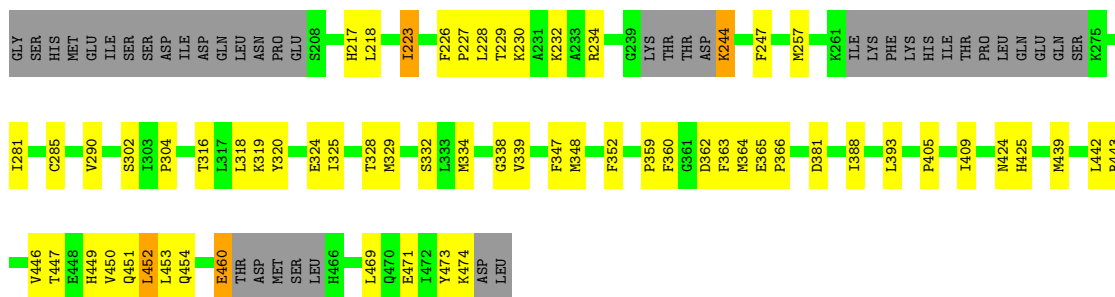 GLY SER HIS MET GLU ILE SER SER ASP ILE ASP GLN LEU ASN PRO GLU S208 H217 L218 I223 F226 P227 L228 T229 K230 A231 K232 A233 R234 G239 LYS THR THR ASP K244 F247 M257 K261 ILE LYS PHE LYS HIS ILE THR PRO LEU GLN GLU GLN SER K275
I281 C285 V290 S302 I303 P304 T316 L317 L318 K319 Y320 E324 I325 T328 M329 S332 L333 M334 G338 V339 F347 M348 F352 P359 F360 G361 D362 F363 M364 E365 P366 D381 I388 L393 P405 I409 N424 H425 M439 L442
V446 T447 E448 H449 V450 Q451 L452 L453 Q454 E460 THR ASP MET SER LEU H466 L469 Q470 E471 I472 Y473 K474 ASP LEU